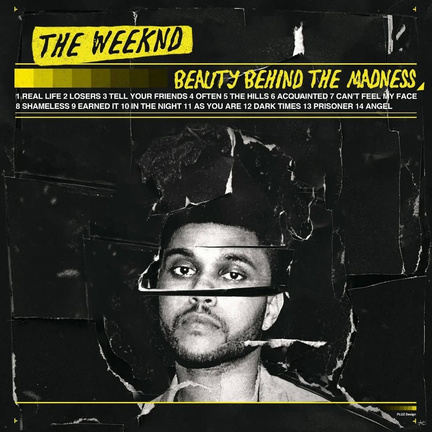 THE WEEKND
BEAUTY BEHIND THE MADNESS
1.REAL LIFE 2 LOSERS 3 TELL YOUR FRIENDS 4 OFTEN 5 THE HILLS 6 ACQUAINTED 7 CAN'T FEEL MY FACE
8 SHAMELESS 9 EARNED IT 10 IN THE NIGHT 11 AS YOU ARE 12 DARK TIMES 13 PRISONER 14 ANGEL